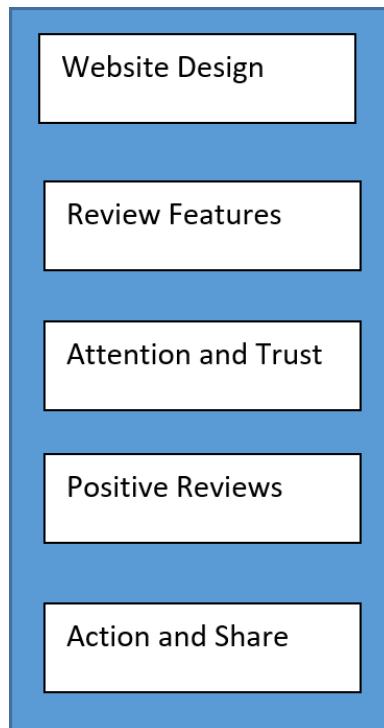 Website Design
Review Features
Attention and Trust
Positive Reviews
Action and Share